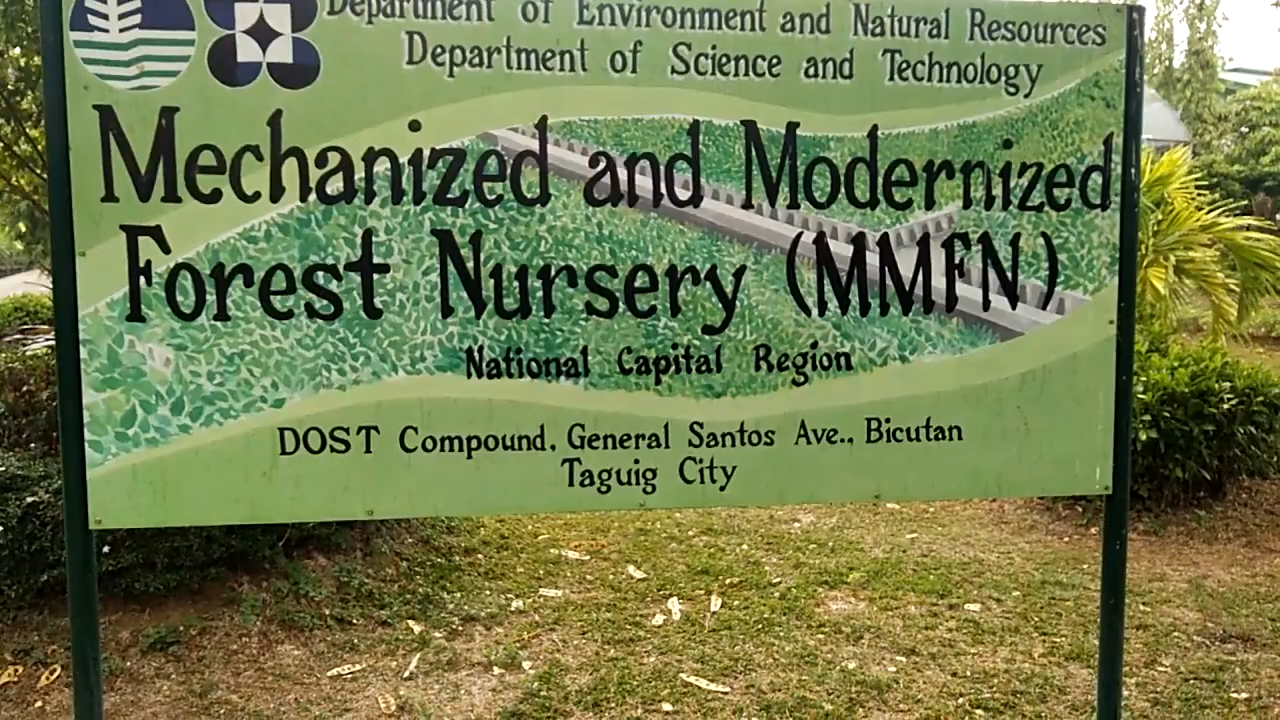 Department of Environment and Natural Resources
Department of Science and Technology
Mechanized and Modernized
Forest Nursery (MMFN)
National Capital Region
DOST Compound, General Santos Ave., Bicutan
Taguig City